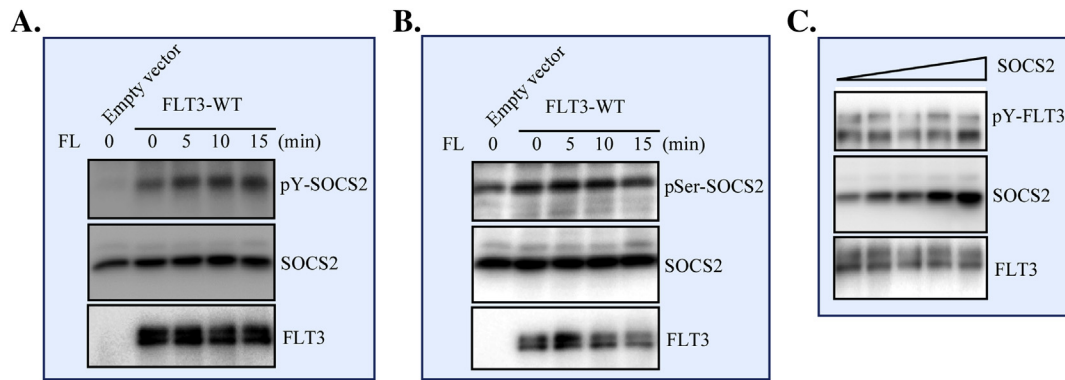 A.
Empty vector
FLT3-WT
FL 0 0 5 10 15 (min)
pY-SOCS2
SOCS2
FLT3
B.
Empty vector
FLT3-WT
FL 0 0 5 10 15 (min)
pSer-SOCS2
SOCS2
FLT3
C.
SOCS2
pY-FLT3
SOCS2
FLT3